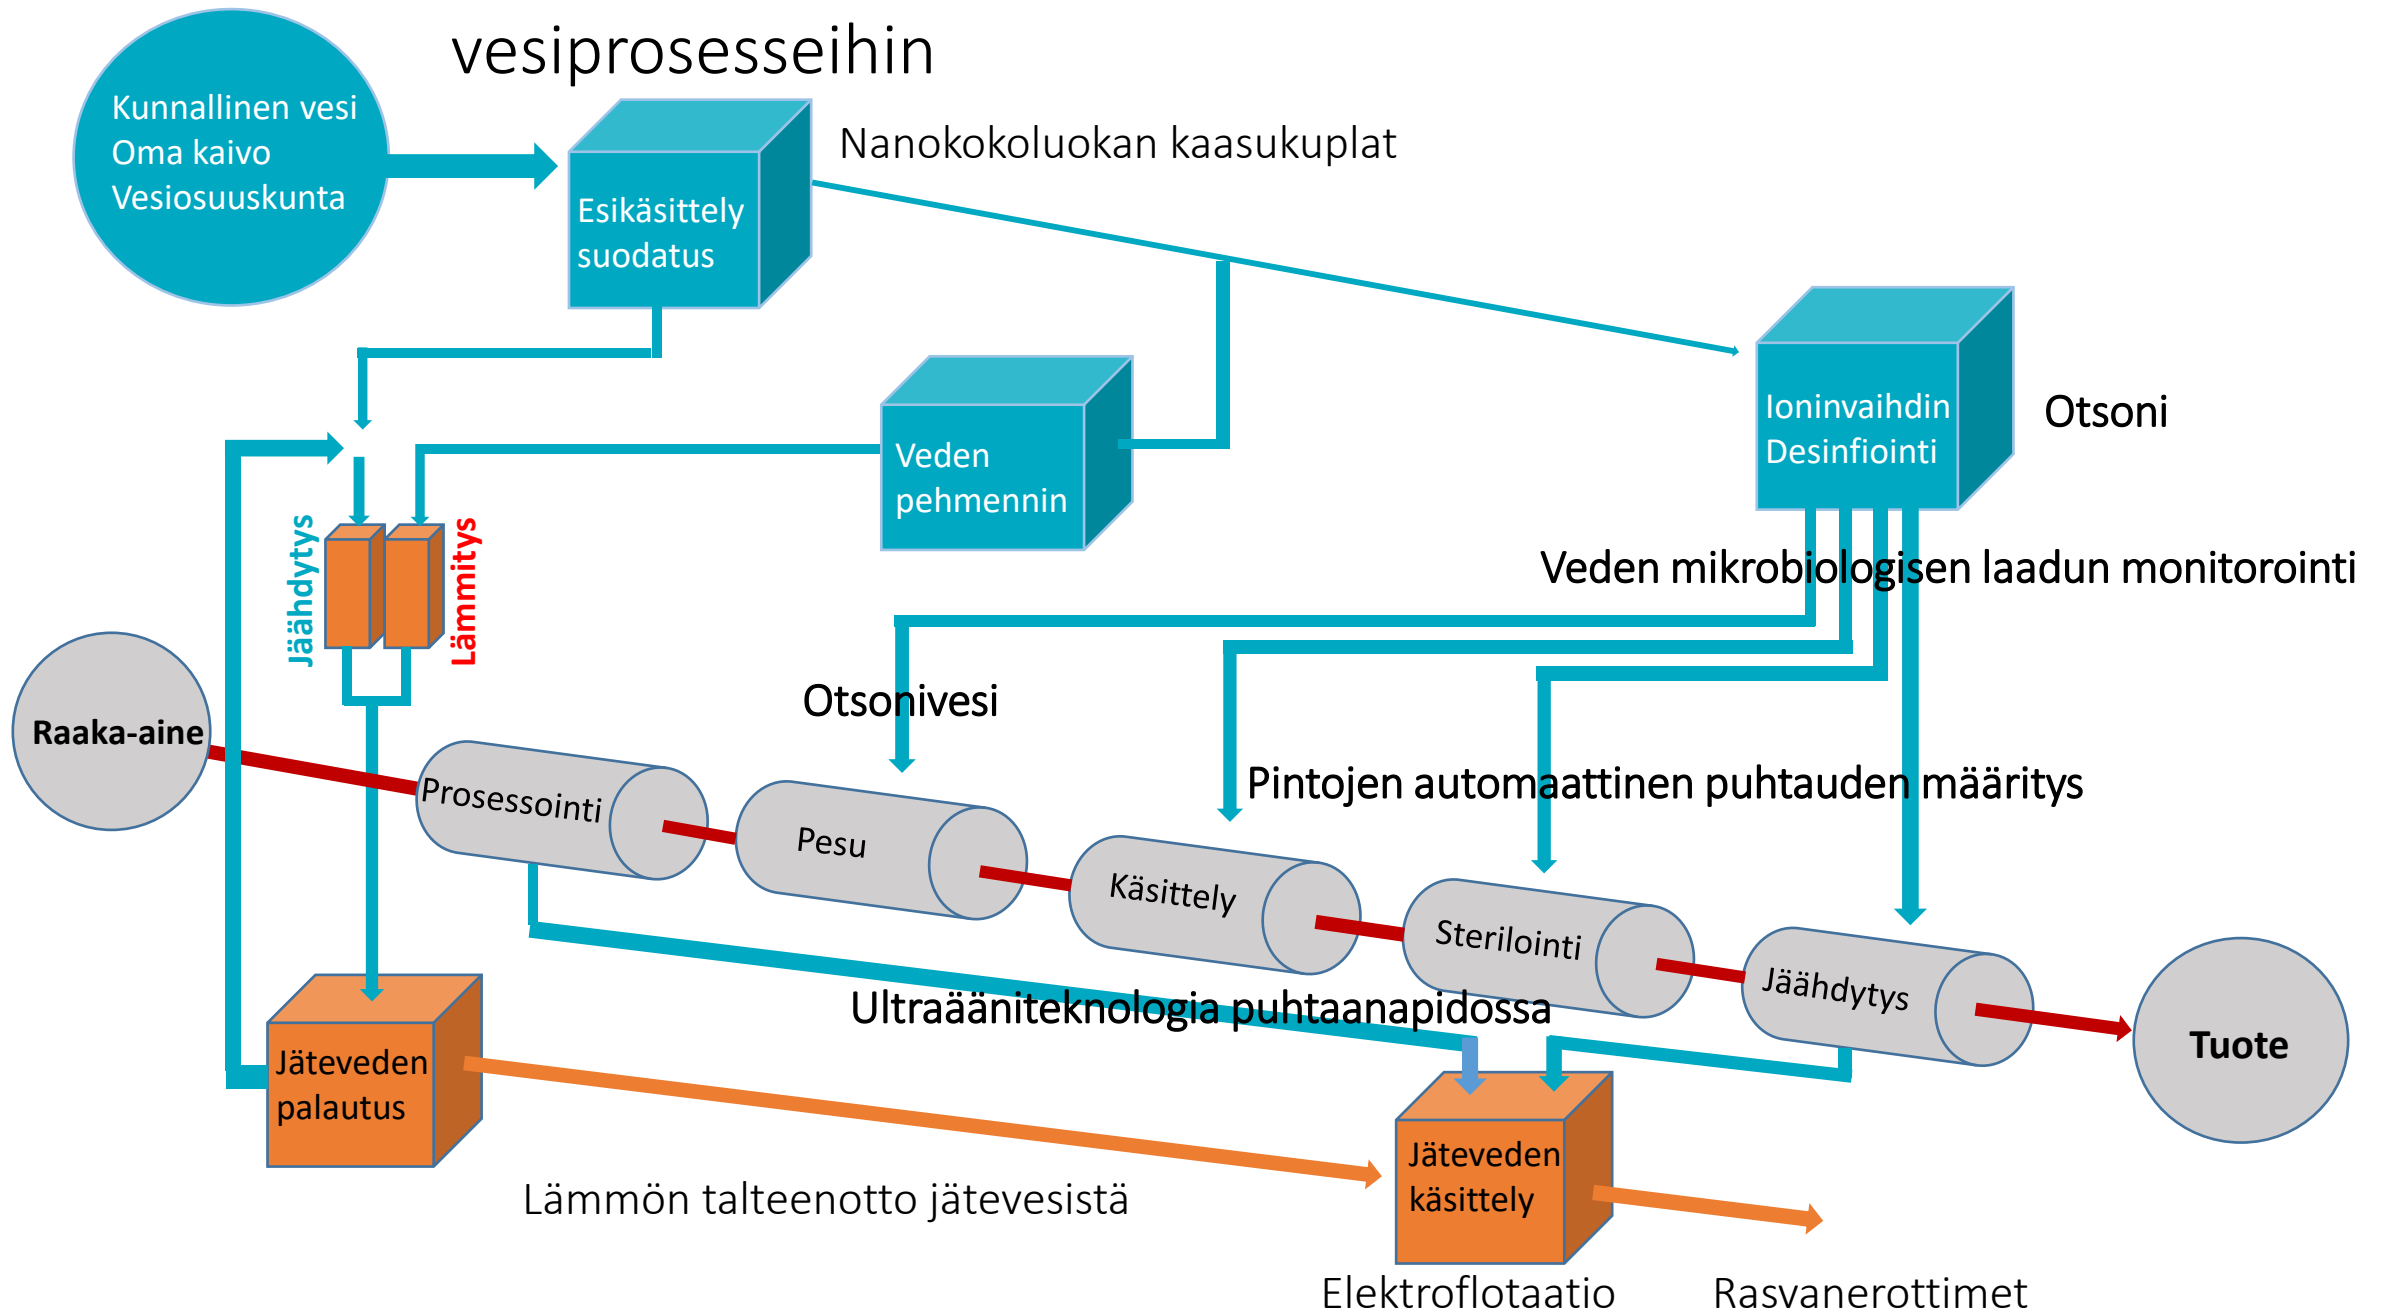 vesiprosesseihin
Kunnallinen vesi
Oma kaivo
Vesiosuuskunta
Nanokokoluokan kaasukuplat
Esikäsittely
suodatus
Ioninvaihdin
Desinfiointi
Otsoni
Veden
pehmennin
Jäähdytys
Lämmitys
Veden mikrobiologisen laadun monitorointi
Otsonivesi
Raaka-aine
Pintojen automaattinen puhtauden määritys
Prosessointi
Pesu
Käsittely
Sterilointi
Jäähdytys
Tuote
Ultraääniteknologia puhtaanapidossa
Jäteveden
palautus
Jäteveden
käsittely
Lämmön talteenotto jätevesistä
Elektroflotaatio
Rasvanerottimet